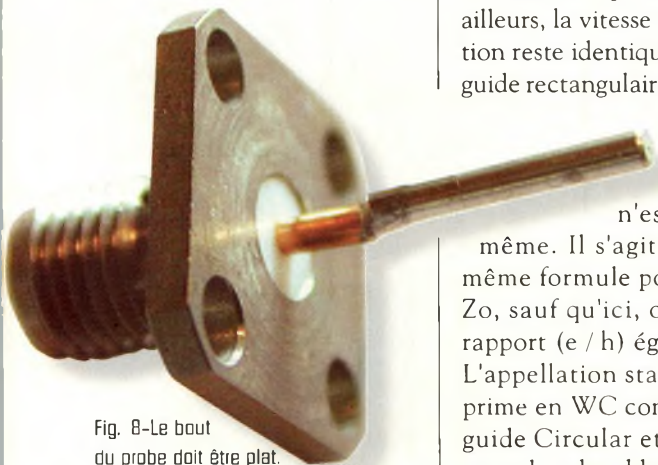 ailleurs, la vitesse
tion reste identiqu
guide rectangulair
n'es
même. Il s'agit
même formule po
Zo, sauf qu'ici, c
rapport (e / h) ég
L'appellation sta
prime en WC con
guide Circular et
Fig. 8-Le bout
du probe doit être plat.